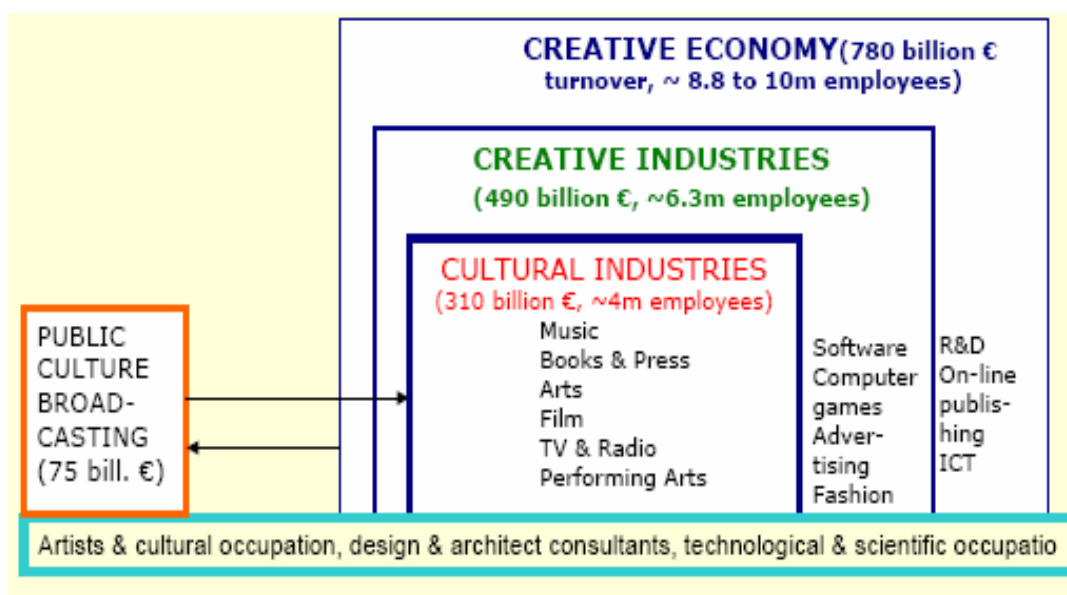 CREATIVE ECONOMY(780 billion €
turnover, ~ 8.8 to 10m employees)
CREATIVE INDUSTRIES
(490 billion €, ~6.3m employees)
CULTURAL INDUSTRIES
(310 billion €, ~4m employees)
Music
Books & Press
Arts
Film
TV & Radio
Performing Arts
Software
Computer
games
Adver-
tising
Fashion
R&D
On-line
publis-
hing
ICT
PUBLIC
CULTURE
BROAD-
CASTING
(75 bill. €)
Artists & cultural occupation, design & architect consultants, technological & scientific occupatio